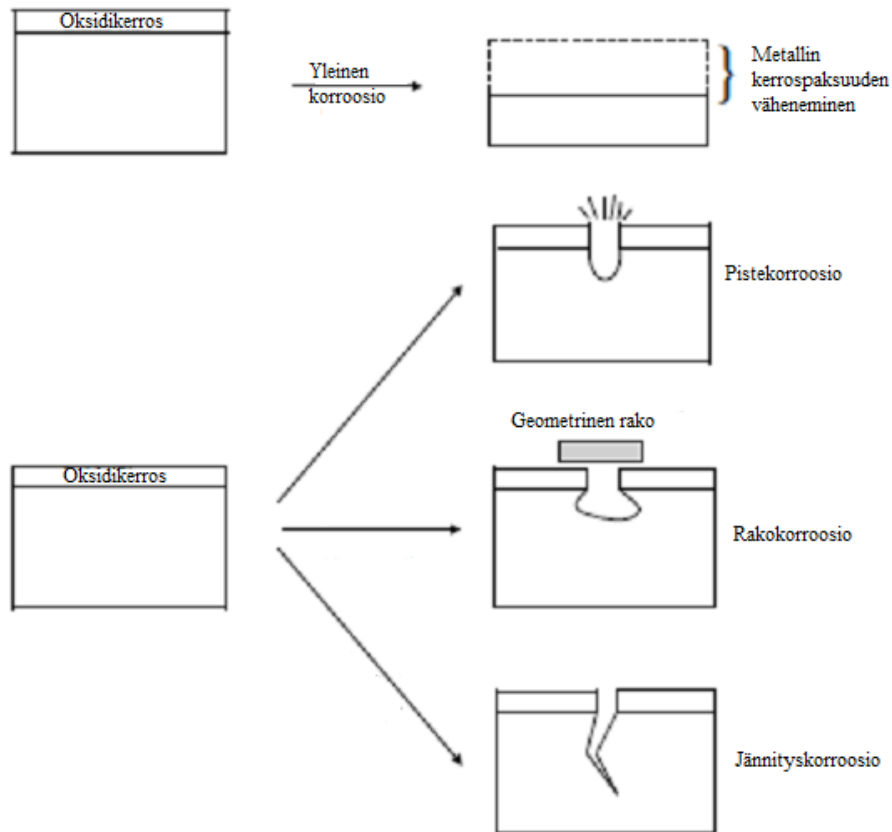 Oksidikerros
Yleinen
korroosio
Metallin
kerrospaksuuden
väheneminen
Pistekorroosio
Geometrinen rako
Oksidikerros
Rakokorroosio
Jännityskorroosio